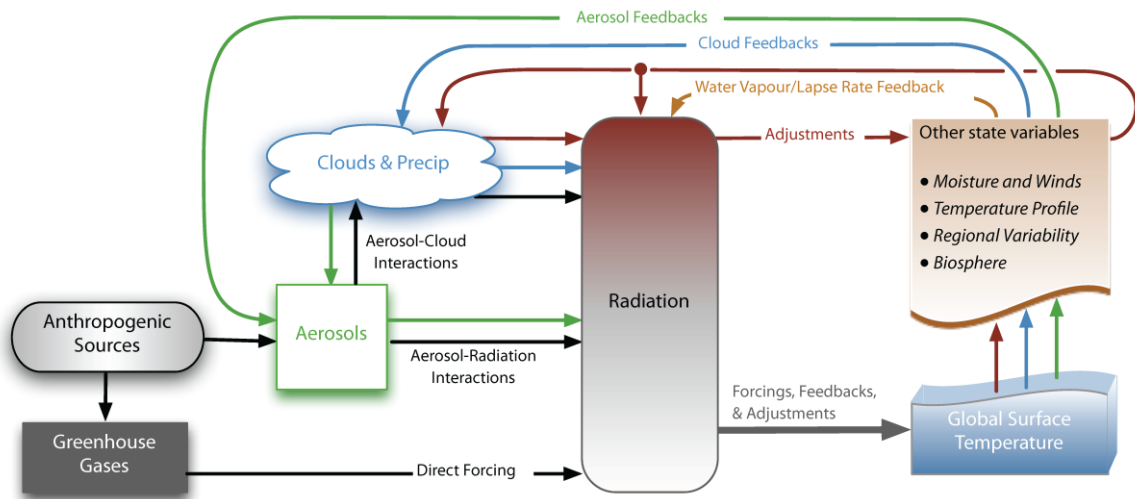 Aerosol Feedbacks
Cloud Feedbacks
Water Vapour/Lapse Rate Feedback
Adjustments
Other state variables
● Moisture and Winds
● Temperature Profile
● Regional Variability
● Biosphere
Clouds & Precip
Aerosol-Cloud
Interactions
Radiation
Anthropogenic
Sources
Aerosols
Aerosol-Radiation
Interactions
Forcings, Feedbacks,
& Adjustments
Global Surface
Temperature
Greenhouse
Gases
Direct Forcing